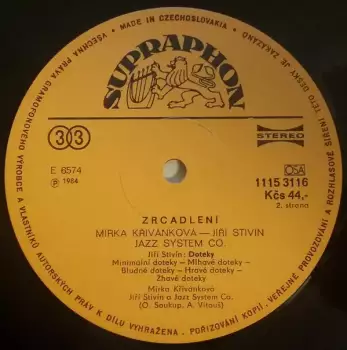 MADE IN CZECHOSLOVAKIA
VŠECHNA PRÁVA GRAMOFONOVÉHO VÝROBCE A VLASTNÍKŮ AUTORSKÝCH PRÁV K DÍLU VYHRAŽENA. POŘIZOVÁNÍ KOPIÍ, VEŘEJNÉ PROVOZOVÁNÍ A ROZHLASOVÉ ŠÍŘENÍ TÉTO DESKY JE ZAKÁZÁNO
SUPRAPHON
33
STEREO
E 6574
Ⓟ 1984
OSA
1115 3116
Kčs 44,-
2. strana
ZRCADLENÍ
MIRKA KŘIVÁNKOVÁ — JIŘÍ STIVÍN
JAZZ SYSTEM CO.
Jiří Stivín: Doteky
Minimální doteky — Mlhavé doteky —
Bludné doteky — Hravé doteky —
Žhavé doteky
Mirka Křivánková
Jiří Stivín a Jazz System Co.
(O. Soukup, A. Vitouš)